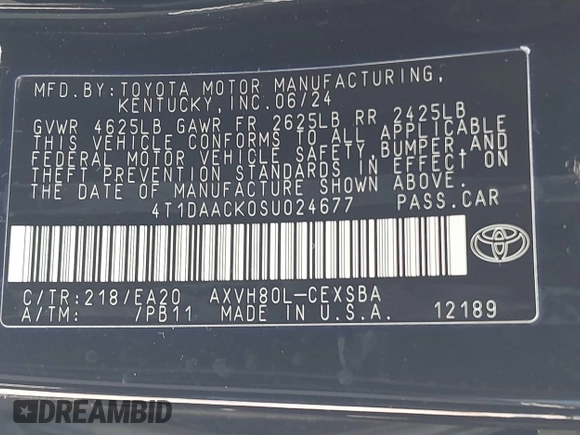 MFD.BY:TOYOTA MOTOR MANUFACTURING,
KENTUCKY,INC.06/24
GVWR 4625LB GAWR FR 2625LB RR 2425LB
THIS VEHICLE CONFORMS TO ALL APPLICABLE
FEDERAL MOTOR VEHICLE SAFETY,BUMPER,AND
THEFT PREVENTION STANDARDS IN EFFECT ON
THE DATE OF MANUFACTURE SHOWN ABOVE.
4T1DAACK0SU024677 PASS.CAR
C/TR:218/EA20 AXVH80L-CEXSBA
A/TM: /PB11 MADE IN U.S.A. 12189
DREAMBID